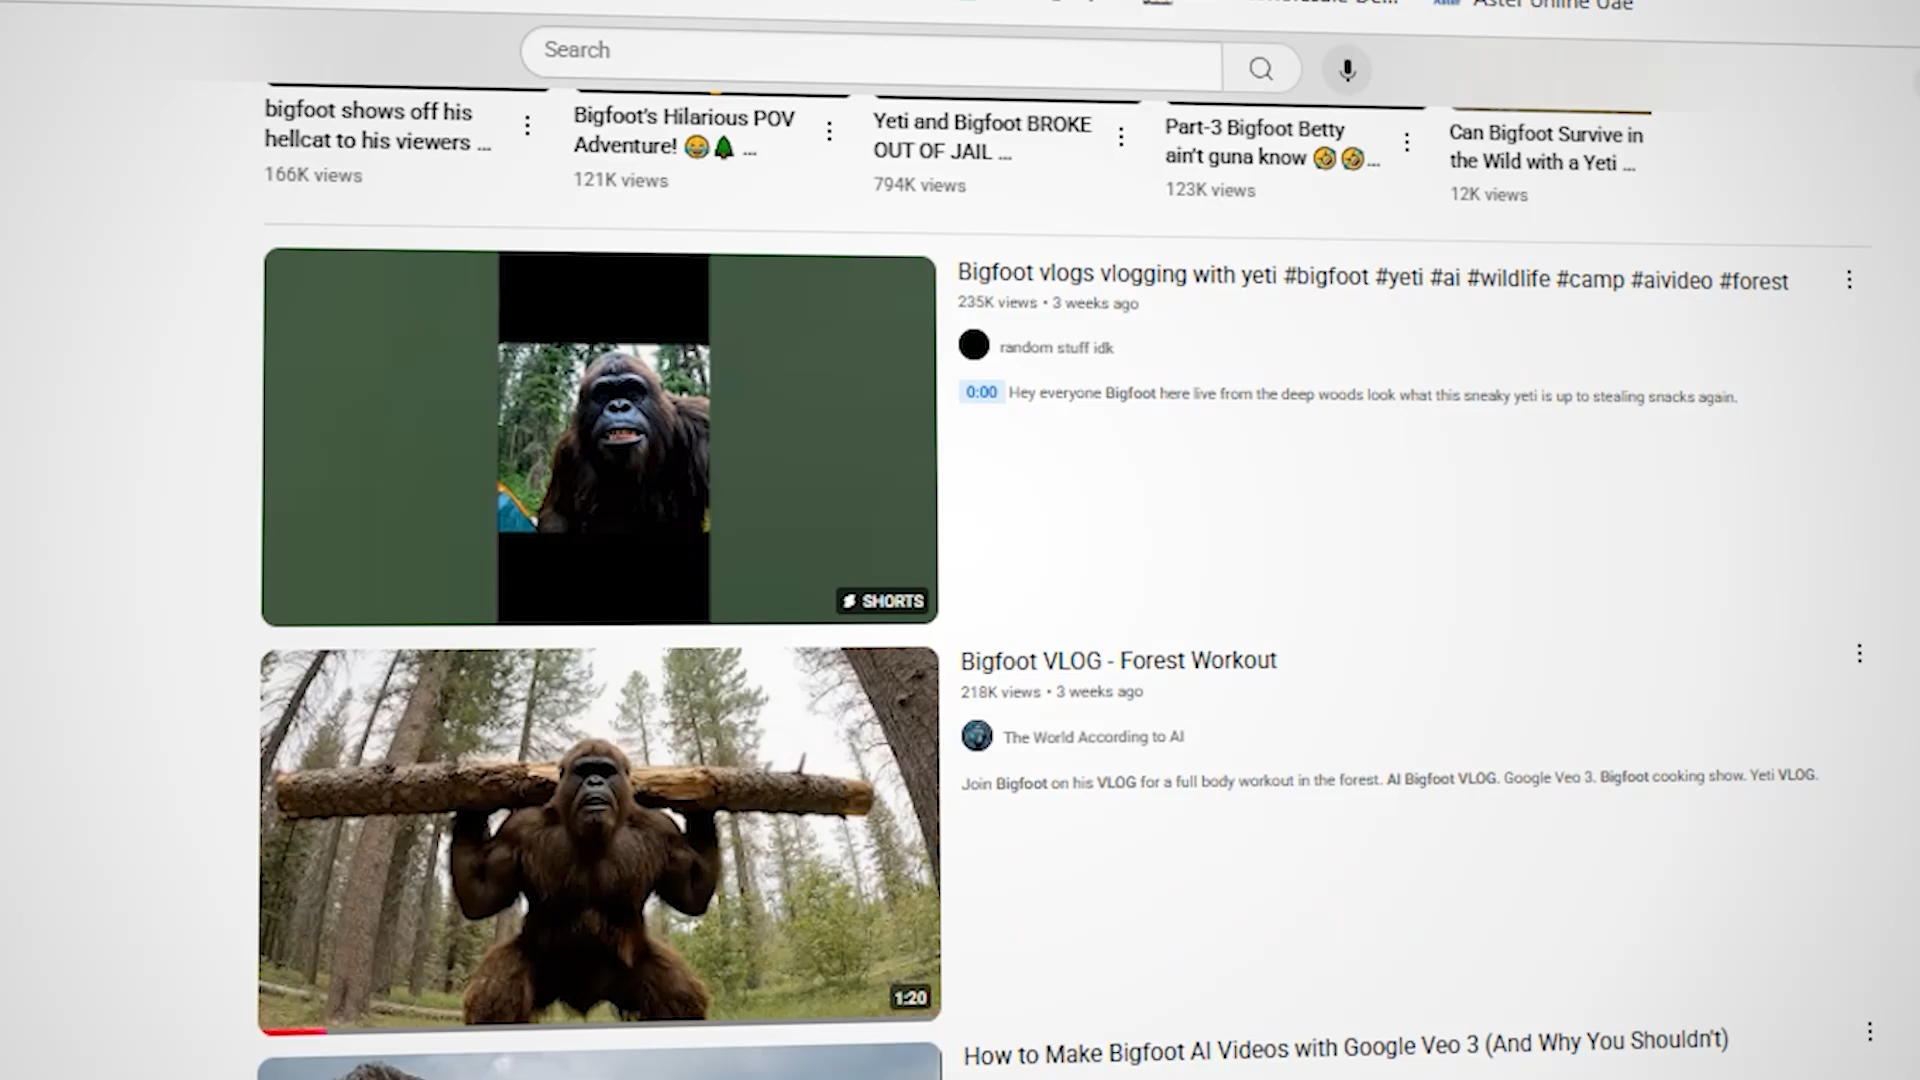 Aster Online Uae
Search
bigfoot shows off his
hellcat to his viewers ...
166K views
Bigfoot's Hilarious POV
Adventure! 😂🌲 ...
121K views
Yeti and Bigfoot BROKE
OUT OF JAIL ...
794K views
Part-3 Bigfoot Betty
ain't guna know 🤣🤣...
123K views
Can Bigfoot Survive in
the Wild with a Yeti ...
12K views
Bigfoot vlogs vlogging with yeti #bigfoot #yeti #ai #wildlife #camp #aivideo #forest
235K views • 3 weeks ago
random stuff idk
0:00 Hey everyone Bigfoot here live from the deep woods look what this sneaky yeti is up to stealing snacks again.
SHORTS
Bigfoot VLOG - Forest Workout
218K views • 3 weeks ago
The World According to AI
Join Bigfoot on his VLOG for a full body workout in the forest. AI Bigfoot VLOG. Google Veo 3. Bigfoot cooking show. Yeti VLOG.
1:20
How to Make Bigfoot AI Videos with Google Veo 3 (And Why You Shouldn't)